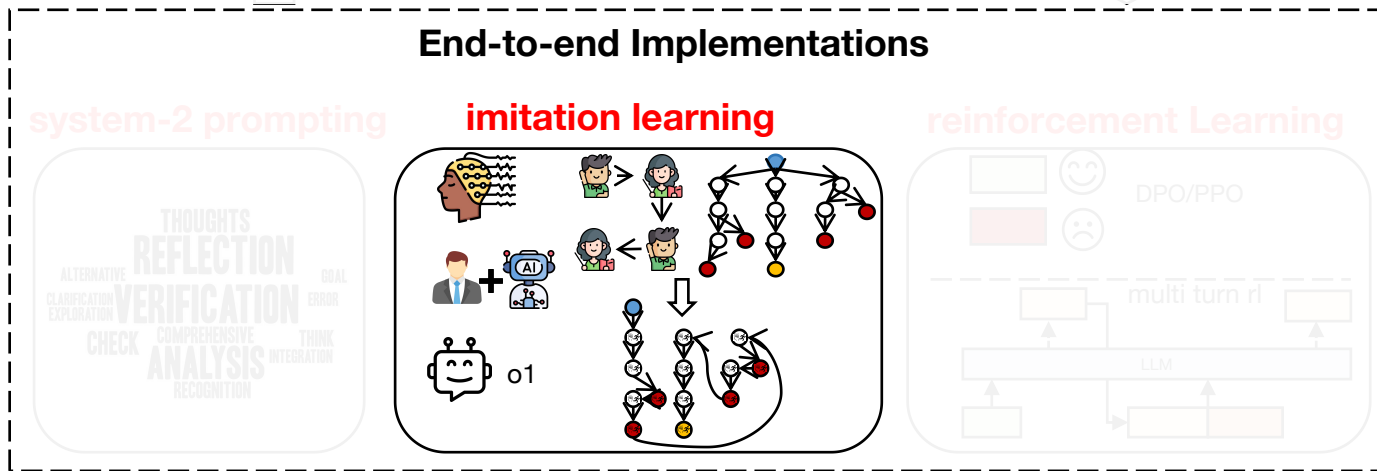 End-to-end Implementations
system-2 prompting
imitation learning
reinforcement Learning
THOUGHTS
REFLECTION
ALTERNATIVE
GOAL
CLARIFICATION
VERIFICATION
ERROR
EXPLORATION
CHECK
COMPREHENSIVE
THINK
ANALYSIS
INTEGRATION
RECOGNITION
AI
o1
DPO/PPO
multi turn rl
LLM